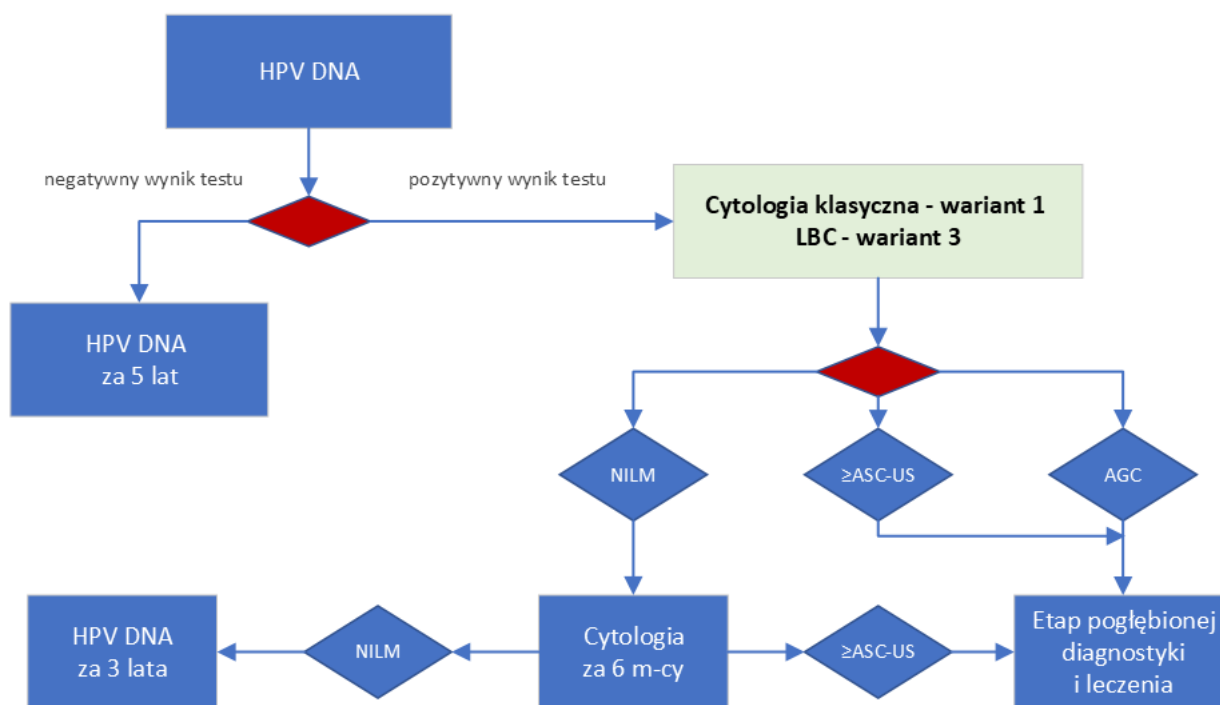 HPV DNA
negatywny wynik testu
pozytywny wynik testu
Cytologia klasyczna - wariant 1
LBC - wariant 3
HPV DNA
za 5 lat
NILM
≥ASC-US
AGC
HPV DNA
za 3 lata
NILM
Cytologia
za 6 m-cy
≥ASC-US
Etap pogłębionej
diagnostyki
i leczenia